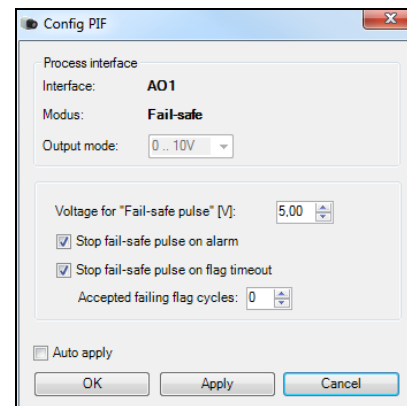 Config PIF
Process interface
Interface: AO1
Modus: Fail-safe
Output mode: 0 .. 10V
Voltage for "Fail-safe pulse" [V]: 5,00
Stop fail-safe pulse on alarm
Stop fail-safe pulse on flag timeout
Accepted failing flag cycles: 0
Auto apply
OK Apply Cancel